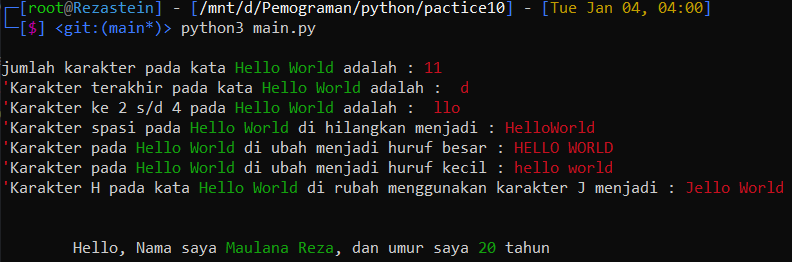 [root@Rezastein] - [/mnt/d/Pemograman/python/pactice10] - [Tue Jan 04, 04:00]
[$] <git:(main*)> python3 main.py
jumlah karakter pada kata Hello World adalah : 11
'Karakter terakhir pada kata Hello World adalah :  d
'Karakter ke 2 s/d 4 pada Hello World adalah :  llo
'Karakter spasi pada Hello World di hilangkan menjadi : HelloWorld
'Karakter pada Hello World di ubah menjadi huruf besar : HELLO WORLD
'Karakter pada Hello World di ubah menjadi huruf kecil : hello world
'Karakter H pada kata Hello World di rubah menggunakan karakter J menjadi : Jello World
Hello, Nama saya Maulana Reza, dan umur saya 20 tahun